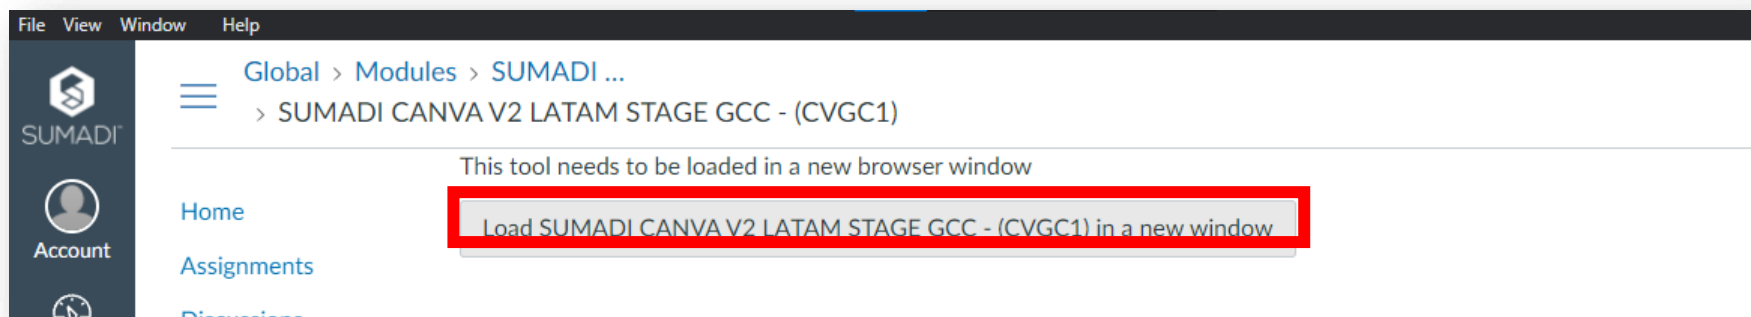 File View Window Help
SUMADI
Global > Modules > SUMADI ...
> SUMADI CANVA V2 LATAM STAGE GCC - (CVGC1)
This tool needs to be loaded in a new browser window
Load SUMADI CANVA V2 LATAM STAGE GCC - (CVGC1) in a new window
Account
Home
Assignments